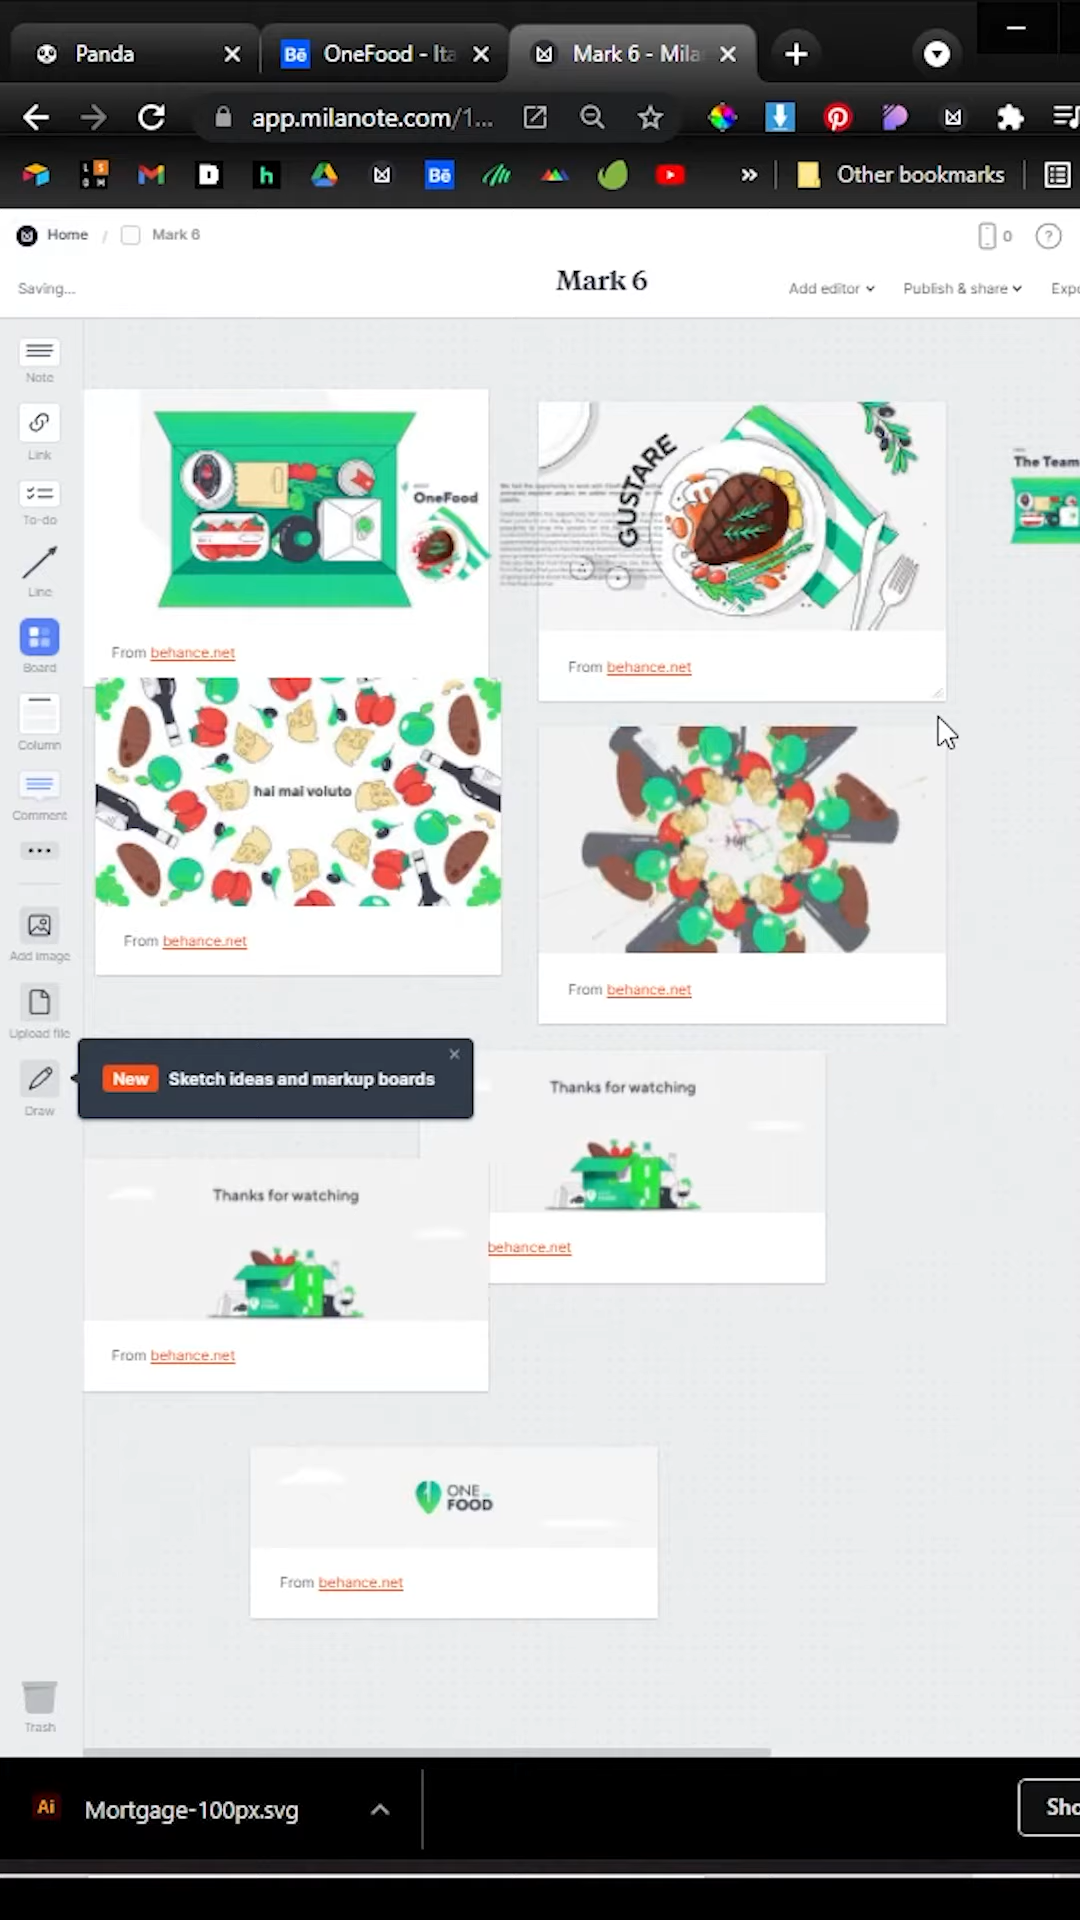 Panda
OneFood - Ita
Mark 6 - Mila
app.milanote.com/1...
Other bookmarks
Home / Mark 6
0
?
Saving...
Mark 6
Add editor
Publish & share
Expo
Note
Link
To-do
Line
Board
Column
Comment
Add image
Upload file
Draw
Trash
OneFood
From behance.net
GUSTARE
From behance.net
The Team
hai mai voluto
From behance.net
From behance.net
New Sketch ideas and markup boards
Thanks for watching
behance.net
Thanks for watching
From behance.net
ONE
FOOD
From behance.net
Ai
Mortgage-100px.svg
Sho